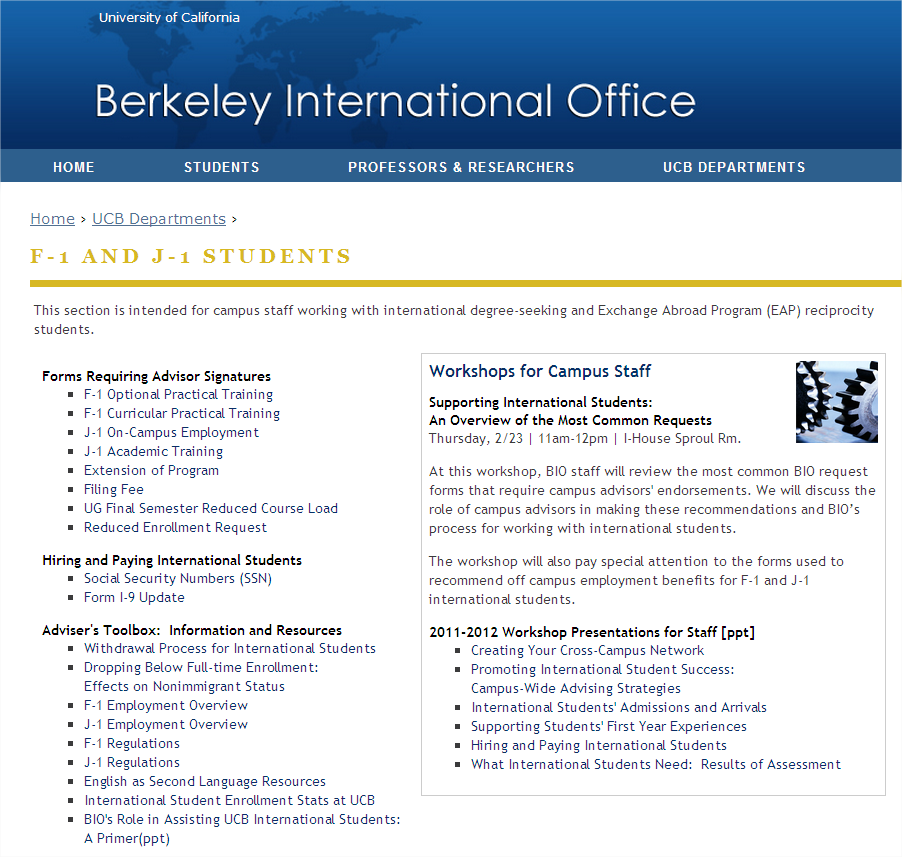 University of California
Berkeley International Office
HOME STUDENTS PROFESSORS & RESEARCHERS UCB DEPARTMENTS
Home › UCB Departments ›
F-1 AND J-1 STUDENTS
This section is intended for campus staff working with international degree-seeking and Exchange Abroad Program (EAP) reciprocity
students.
Forms Requiring Advisor Signatures
F-1 Optional Practical Training
F-1 Curricular Practical Training
J-1 On-Campus Employment
J-1 Academic Training
Extension of Program
Filing Fee
UG Final Semester Reduced Course Load
Reduced Enrollment Request
Hiring and Paying International Students
Social Security Numbers (SSN)
Form I-9 Update
Adviser's Toolbox:  Information and Resources
Withdrawal Process for International Students
Dropping Below Full-time Enrollment:
Effects on Nonimmigrant Status
F-1 Employment Overview
J-1 Employment Overview
F-1 Regulations
J-1 Regulations
English as Second Language Resources
International Student Enrollment Stats at UCB
BIO's Role in Assisting UCB International Students:
A Primer(ppt)
Workshops for Campus Staff
Supporting International Students:
An Overview of the Most Common Requests
Thursday, 2/23 | 11am-12pm | I-House Sproul Rm.
At this workshop, BIO staff will review the most common BIO request
forms that require campus advisors' endorsements. We will discuss the
role of campus advisors in making these recommendations and BIO’s
process for working with international students.
The workshop will also pay special attention to the forms used to
recommend off campus employment benefits for F-1 and J-1
international students.
2011-2012 Workshop Presentations for Staff [ppt]
Creating Your Cross-Campus Network
Promoting International Student Success:
Campus-Wide Advising Strategies
International Students' Admissions and Arrivals
Supporting Students' First Year Experiences
Hiring and Paying International Students
What International Students Need:  Results of Assessment